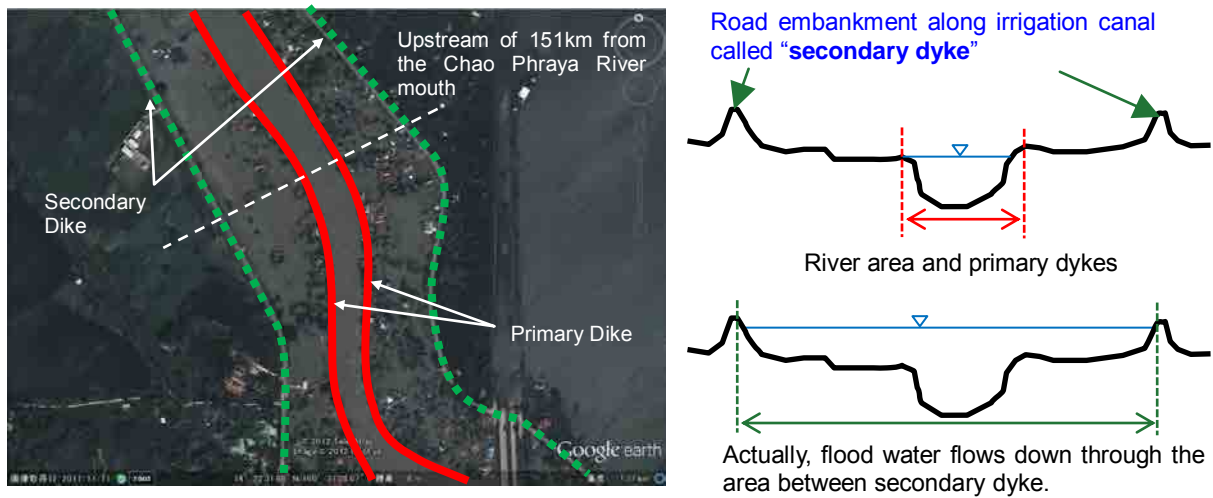 Upstream of 151km from
the Chao Phraya River
mouth
Secondary
Dike
Primary Dike
Google earth
Road embankment along irrigation canal
called “secondary dyke”
River area and primary dykes
Actually, flood water flows down through the
area between secondary dyke.